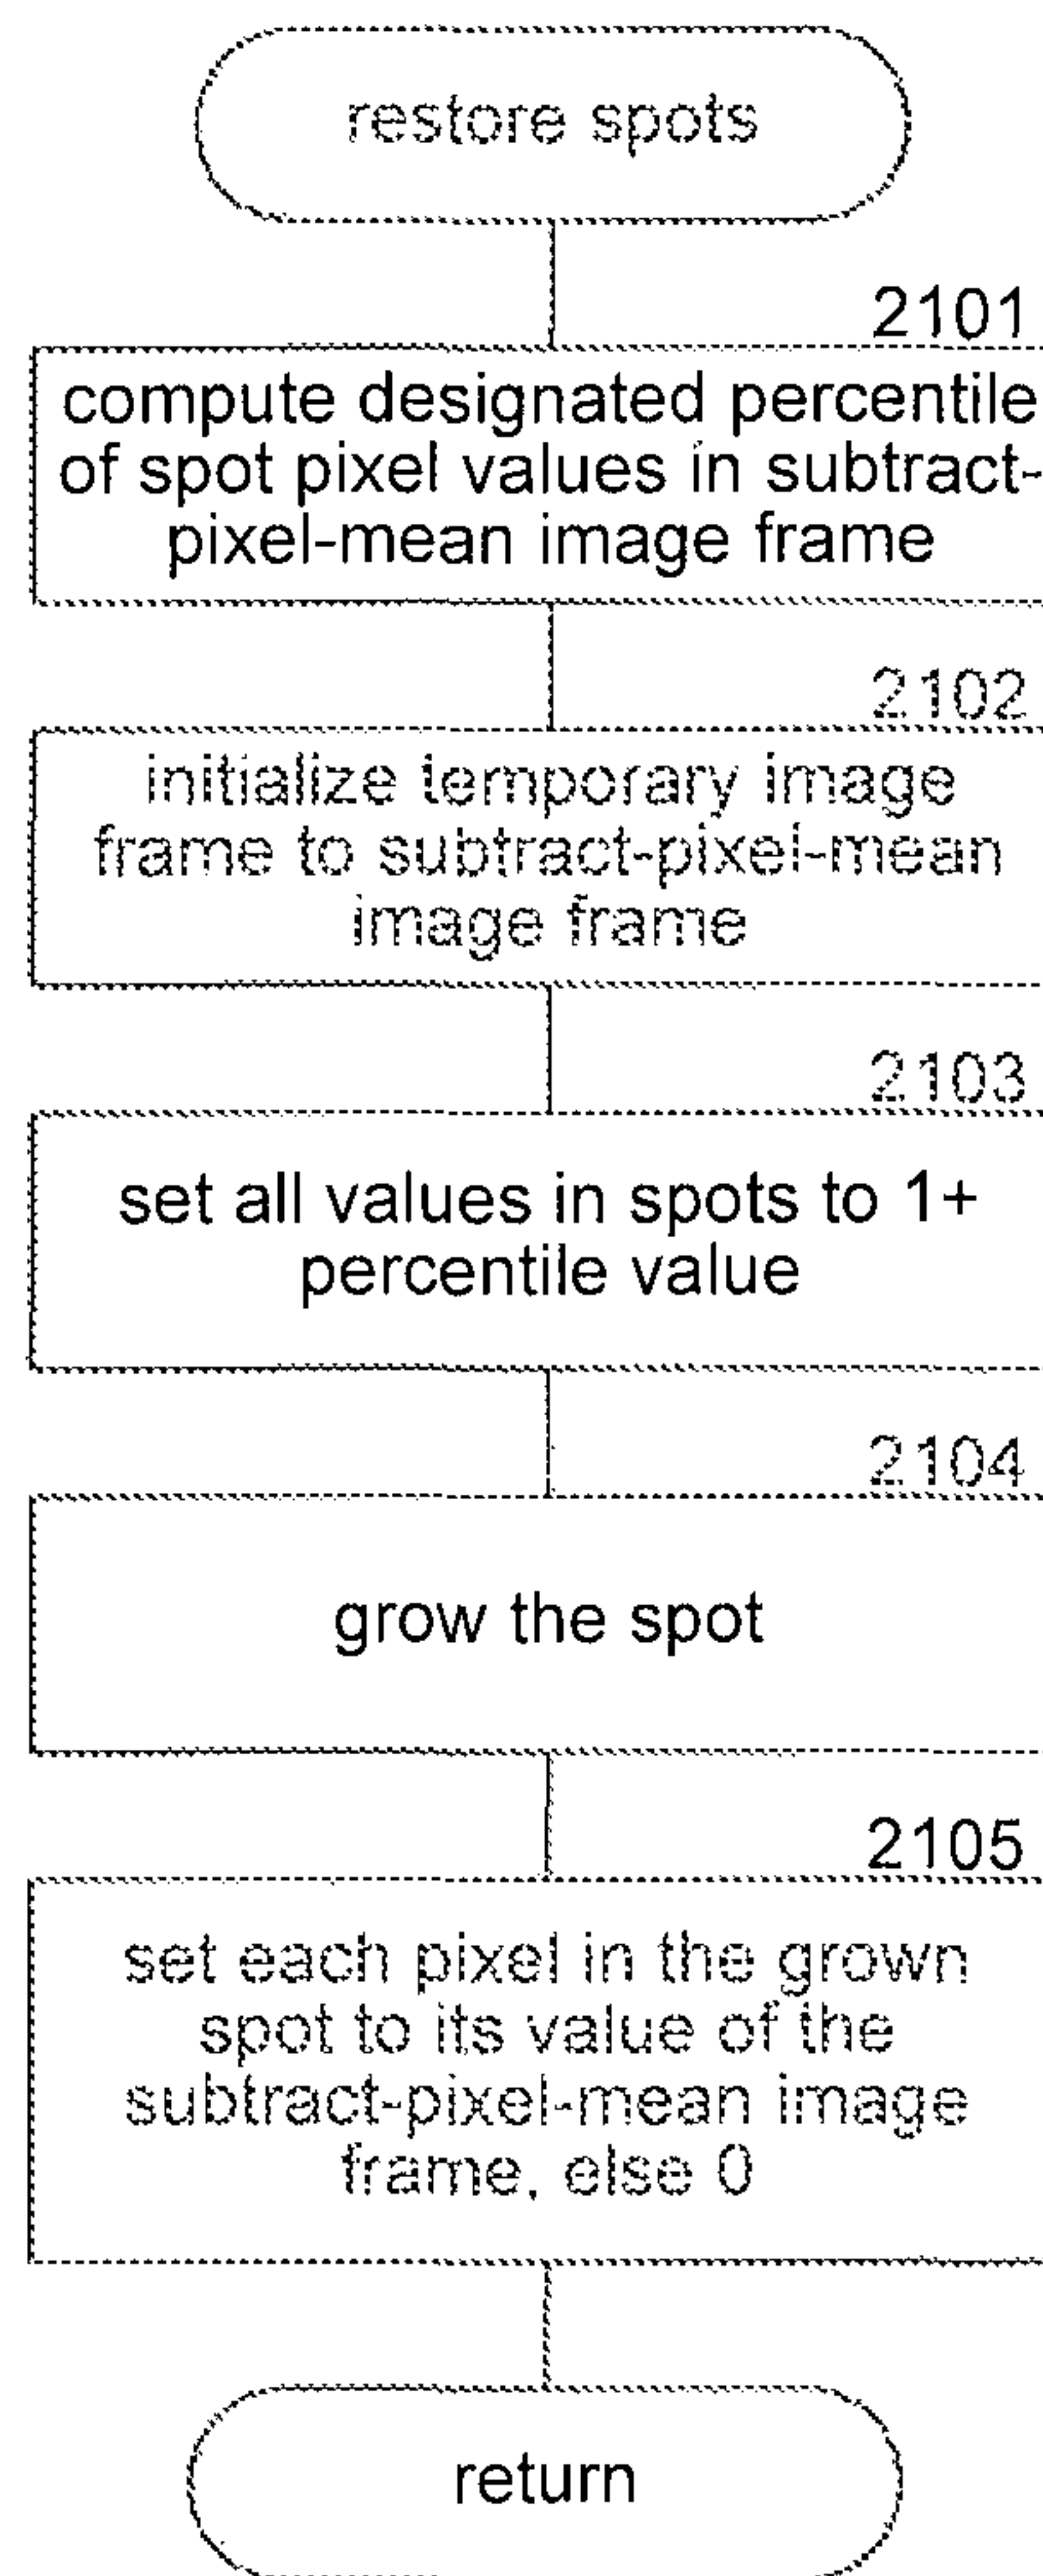 restore spots
2101
compute designated percentile
of spot pixel values in subtract-
pixel-mean image frame
2102
initialize temporary image
frame to subtract-pixel-mean
image frame
2103
set all values in spots to 1+
percentile value
2104
grow the spot
2105
set each pixel in the grown
spot to its value of the
subtract-pixel-mean image
frame, else 0
return